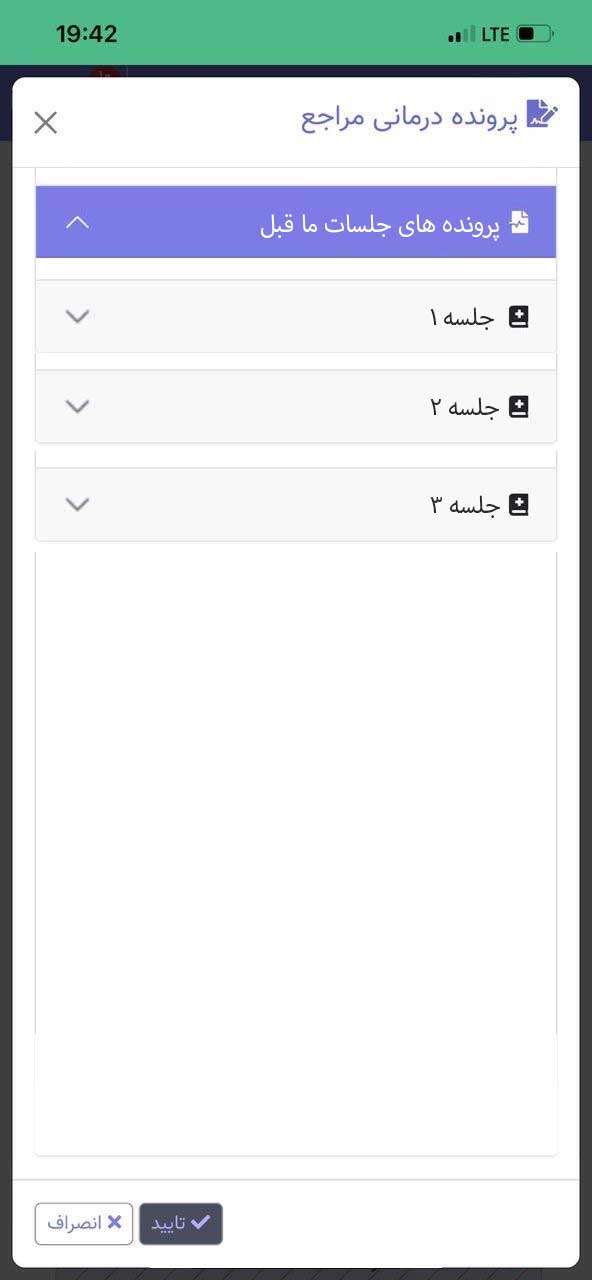 19:42 LTE
پرونده درمانی مراجع
پرونده های جلسات ما قبل
جلسه ۱
جلسه ۲
جلسه ۳
تایید انصراف